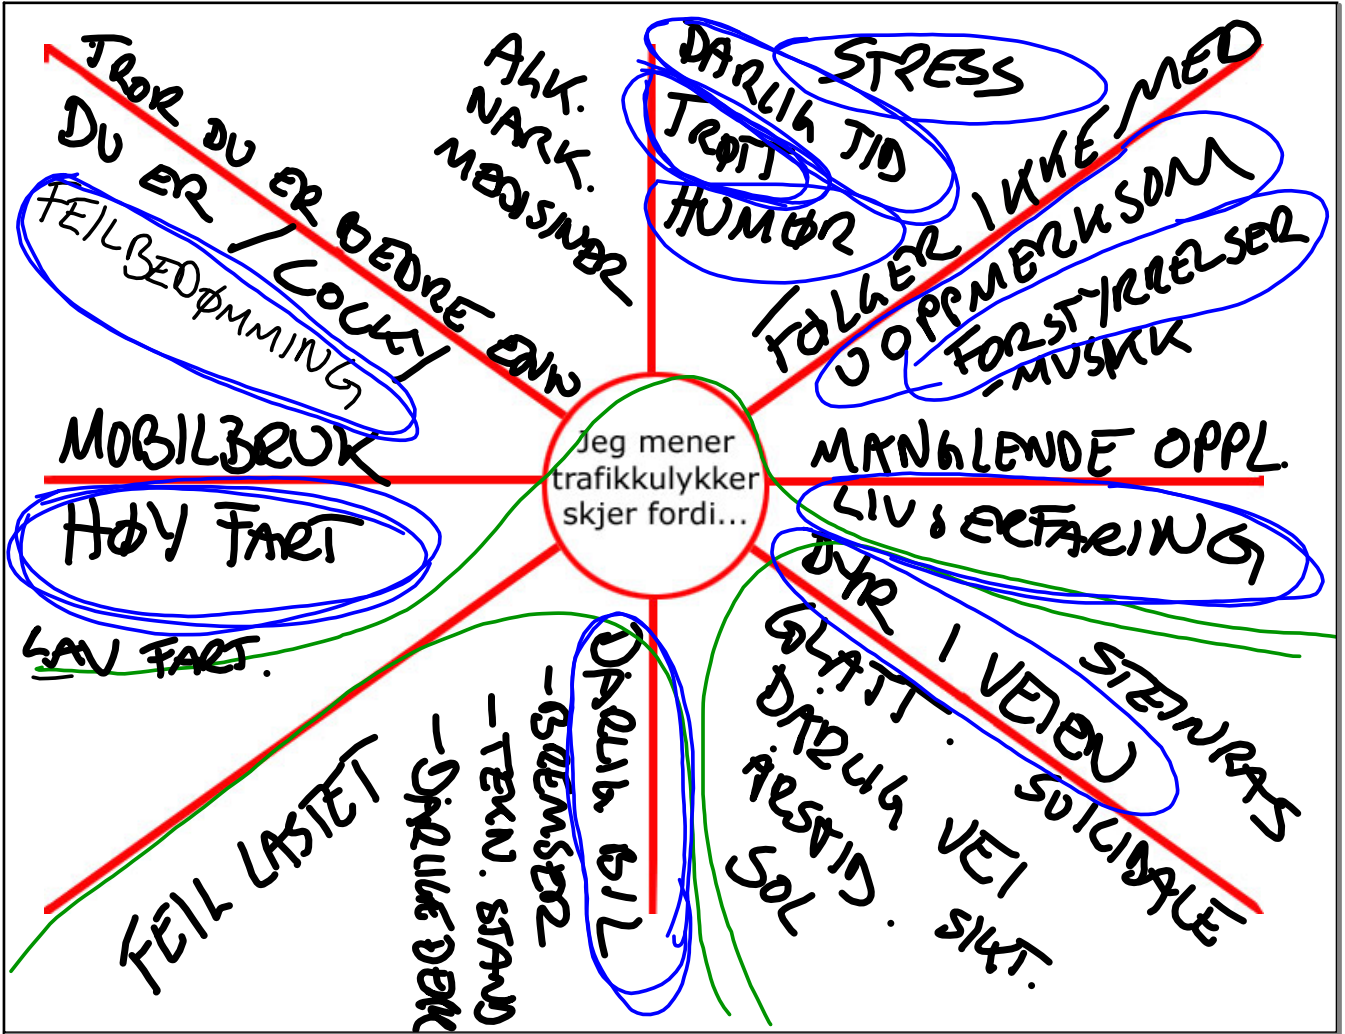 TROR DU ER BEDRE ENN
DU ER / COCKY
FEILBEDØMMING
ALK.
NARK.
MEDISINER
DÅRLIG TID
STRESS
TRØTT
HUMØR
FØLGER IKKE MED
UOPPMERKSOM
FORSTYRRELSER
- MUSIKK
MOBILBRUK
HØY FART
LAV FART.
Jeg mener
trafikkulykker
skjer fordi...
MANGLENDE OPPL.
LIVSERFARING
DYR I VEIEN
STEINRAS
SUICIDALE
GLATT.
DÅRLIG VEI
ÅRSTID. SIKT.
SOL
DÅRLIG BIL
- BREMSER
- TEKN. STAND
- DÅRLIGE DEKK
FEIL LASTET